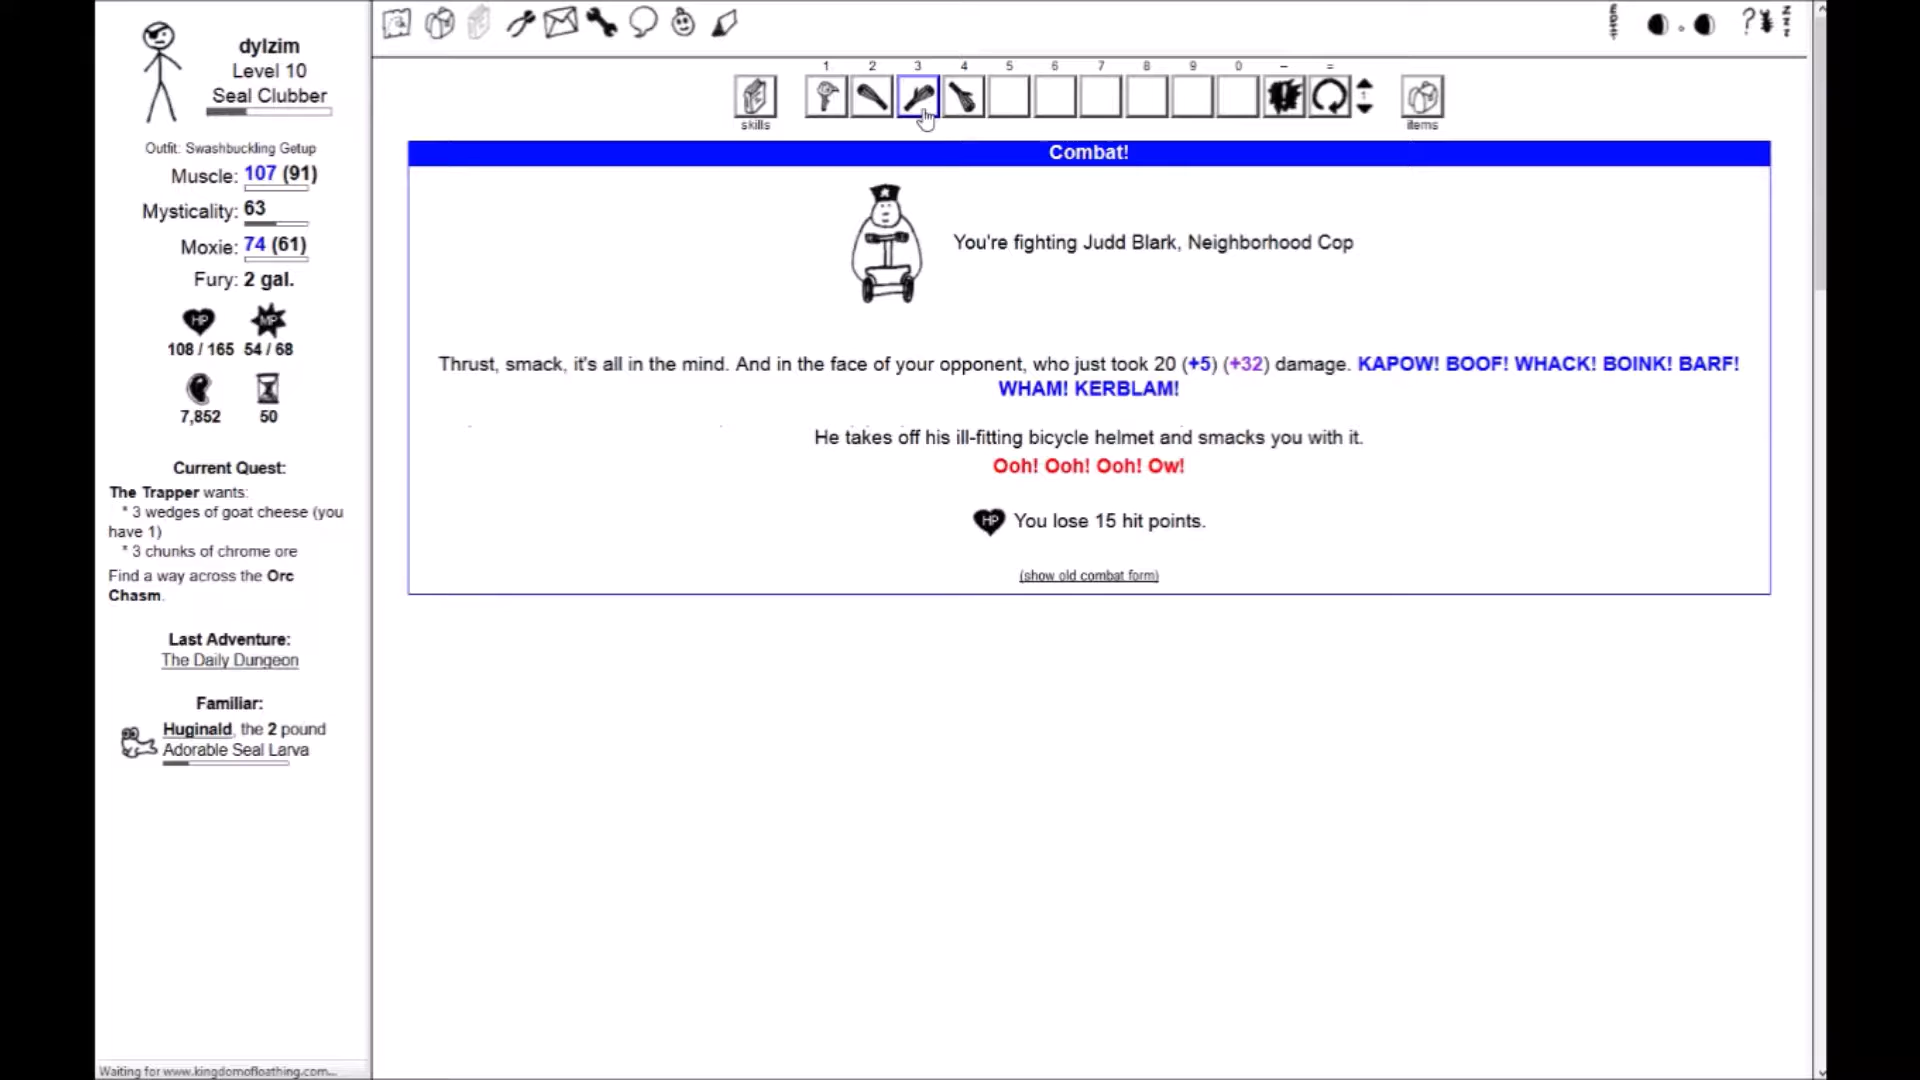 dylzim
Level 10
Seal Clubber
Outfit: Swashbuckling Getup
Muscle: 107 (91)
Mysticality: 63
Moxie: 74 (61)
Fury: 2 gal.
HP MP
108 / 165 54 / 68
7,852 50
Current Quest:
The Trapper wants:
* 3 wedges of goat cheese (you
have 1)
* 3 chunks of chrome ore
Find a way across the Orc
Chasm.
Last Adventure:
The Daily Dungeon
Familiar:
Huginald, the 2 pound
Adorable Seal Larva
Waiting for www.kingdomofloathing.com...
? ZZZ
1 2 3 4 5 6 7 8 9 0 - =
1
skills items
Combat!
You're fighting Judd Blark, Neighborhood Cop
Thrust, smack, it's all in the mind. And in the face of your opponent, who just took 20 (+5) (+32) damage. KAPOW! BOOF! WHACK! BOINK! BARF!
WHAM! KERBLAM!
He takes off his ill-fitting bicycle helmet and smacks you with it.
Ooh! Ooh! Ooh! Ow!
HP You lose 15 hit points.
(show old combat form)